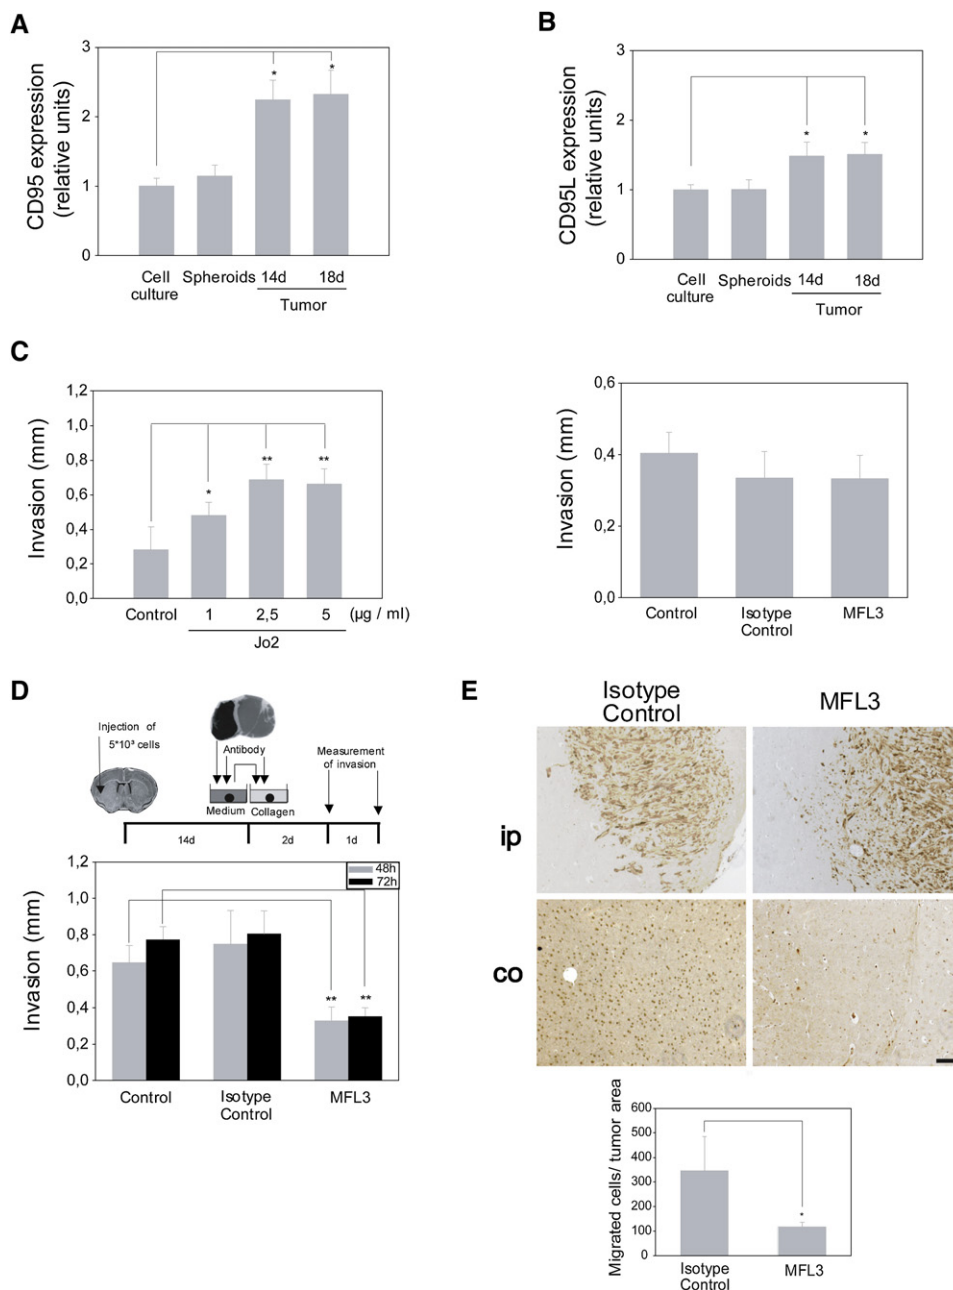 A
CD95 expression
(relative units)
3
2
1
0
*
*
Cell
culture
Spheroids
14d
18d
Tumor
B
CD95L expression
(relative units)
3
2
1
0
*
*
Cell
culture
Spheroids
14d
18d
Tumor
C
Invasion (mm)
1,2
1,0
0,8
0,6
0,4
0,2
0,0
*
**
**
Control
1
2,5
5
(µg / ml)
Jo2
Invasion (mm)
0,6
0,4
0,2
0,0
Control
Isotype
Control
MFL3
D
Injection of
5*10³ cells
Antibody
Medium
Collagen
Measurement
of invasion
14d
2d
1d
Invasion (mm)
1,2
1,0
0,8
0,6
0,4
0,2
0,0
48h
72h
**
**
Control
Isotype
Control
MFL3
E
Isotype
Control
MFL3
ip
co
Migrated cells/ tumor area
600
500
400
300
200
100
0
*
Isotype
Control
MFL3